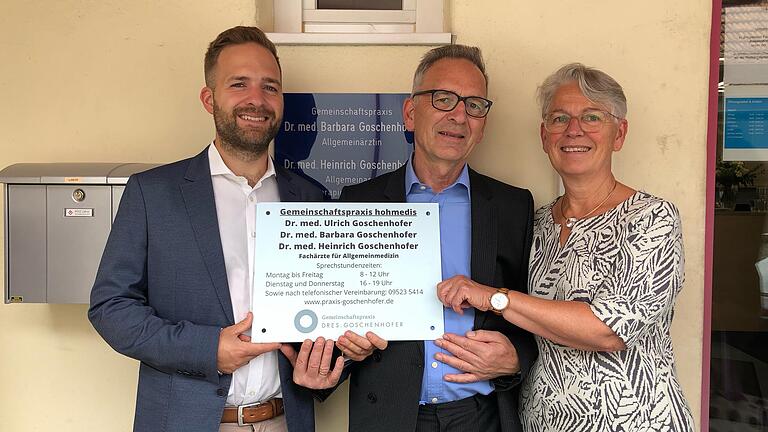 Gemeinschaftspraxis
Dr. med. Barbara Goschenhofer
Allgemeinärztin
Dr. med. Heinrich Goschenhofer
Gemeinschaftspraxis hohmedis
Dr. med. Ulrich Goschenhofer
Dr. med. Barbara Goschenhofer
Dr. med. Heinrich Goschenhofer
Fachärzte für Allgemeinmedizin
Sprechstundenzeiten:
Montag bis Freitag 8 - 12 Uhr
Dienstag und Donnerstag 16 - 19 Uhr
Sowie nach telefonischer Vereinbarung: 09523 5414
www.praxis-goschenhofer.de
Gemeinschaftspraxis
DRES. GOSCHENHOFER